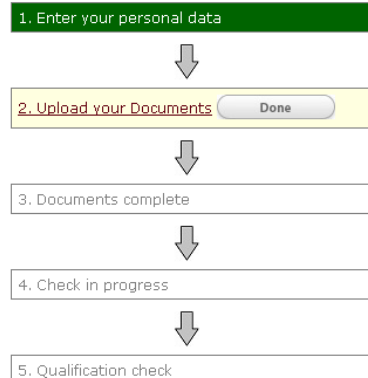 1. Enter your personal data
2. Upload your Documents Done
3. Documents complete
4. Check in progress
5. Qualification check